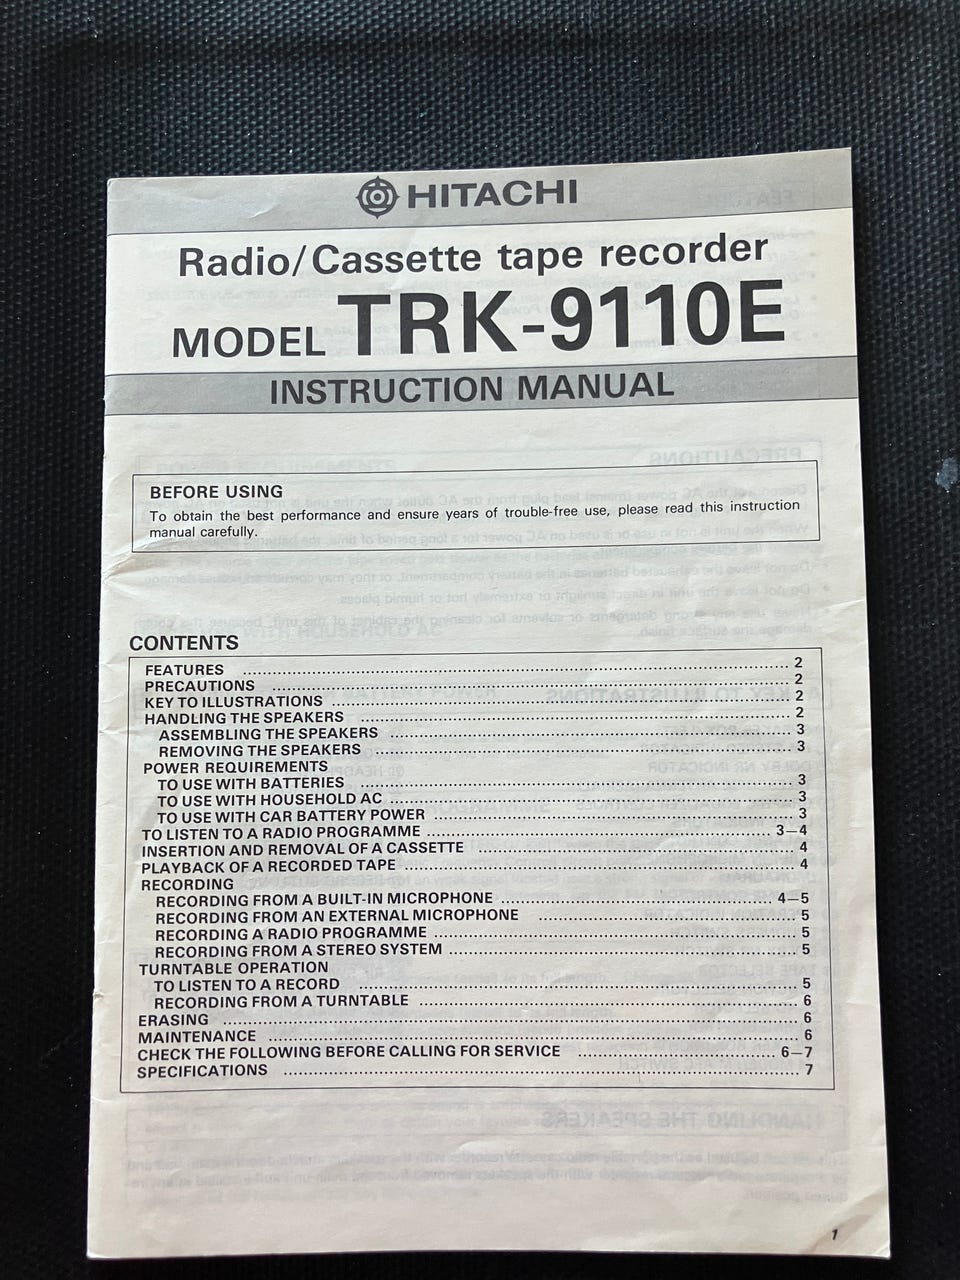 HITACHI
Radio/Cassette tape recorder
MODEL TRK-9110E
INSTRUCTION MANUAL
BEFORE USING
To obtain the best performance and ensure years of trouble-free use, please read this instruction
manual carefully.
CONTENTS
FEATURES 2
PRECAUTIONS 2
KEY TO ILLUSTRATIONS 2
HANDLING THE SPEAKERS 2
ASSEMBLING THE SPEAKERS 3
REMOVING THE SPEAKERS 3
POWER REQUIREMENTS
TO USE WITH BATTERIES 3
TO USE WITH HOUSEHOLD AC 3
TO USE WITH CAR BATTERY POWER 3
TO LISTEN TO A RADIO PROGRAMME 3–4
INSERTION AND REMOVAL OF A CASSETTE 4
PLAYBACK OF A RECORDED TAPE 4
RECORDING
RECORDING FROM A BUILT-IN MICROPHONE 4–5
RECORDING FROM AN EXTERNAL MICROPHONE 5
RECORDING A RADIO PROGRAMME 5
RECORDING FROM A STEREO SYSTEM 5
TURNTABLE OPERATION
TO LISTEN TO A RECORD 5
RECORDING FROM A TURNTABLE 6
ERASING 6
MAINTENANCE 6
CHECK THE FOLLOWING BEFORE CALLING FOR SERVICE 6–7
SPECIFICATIONS 7
1